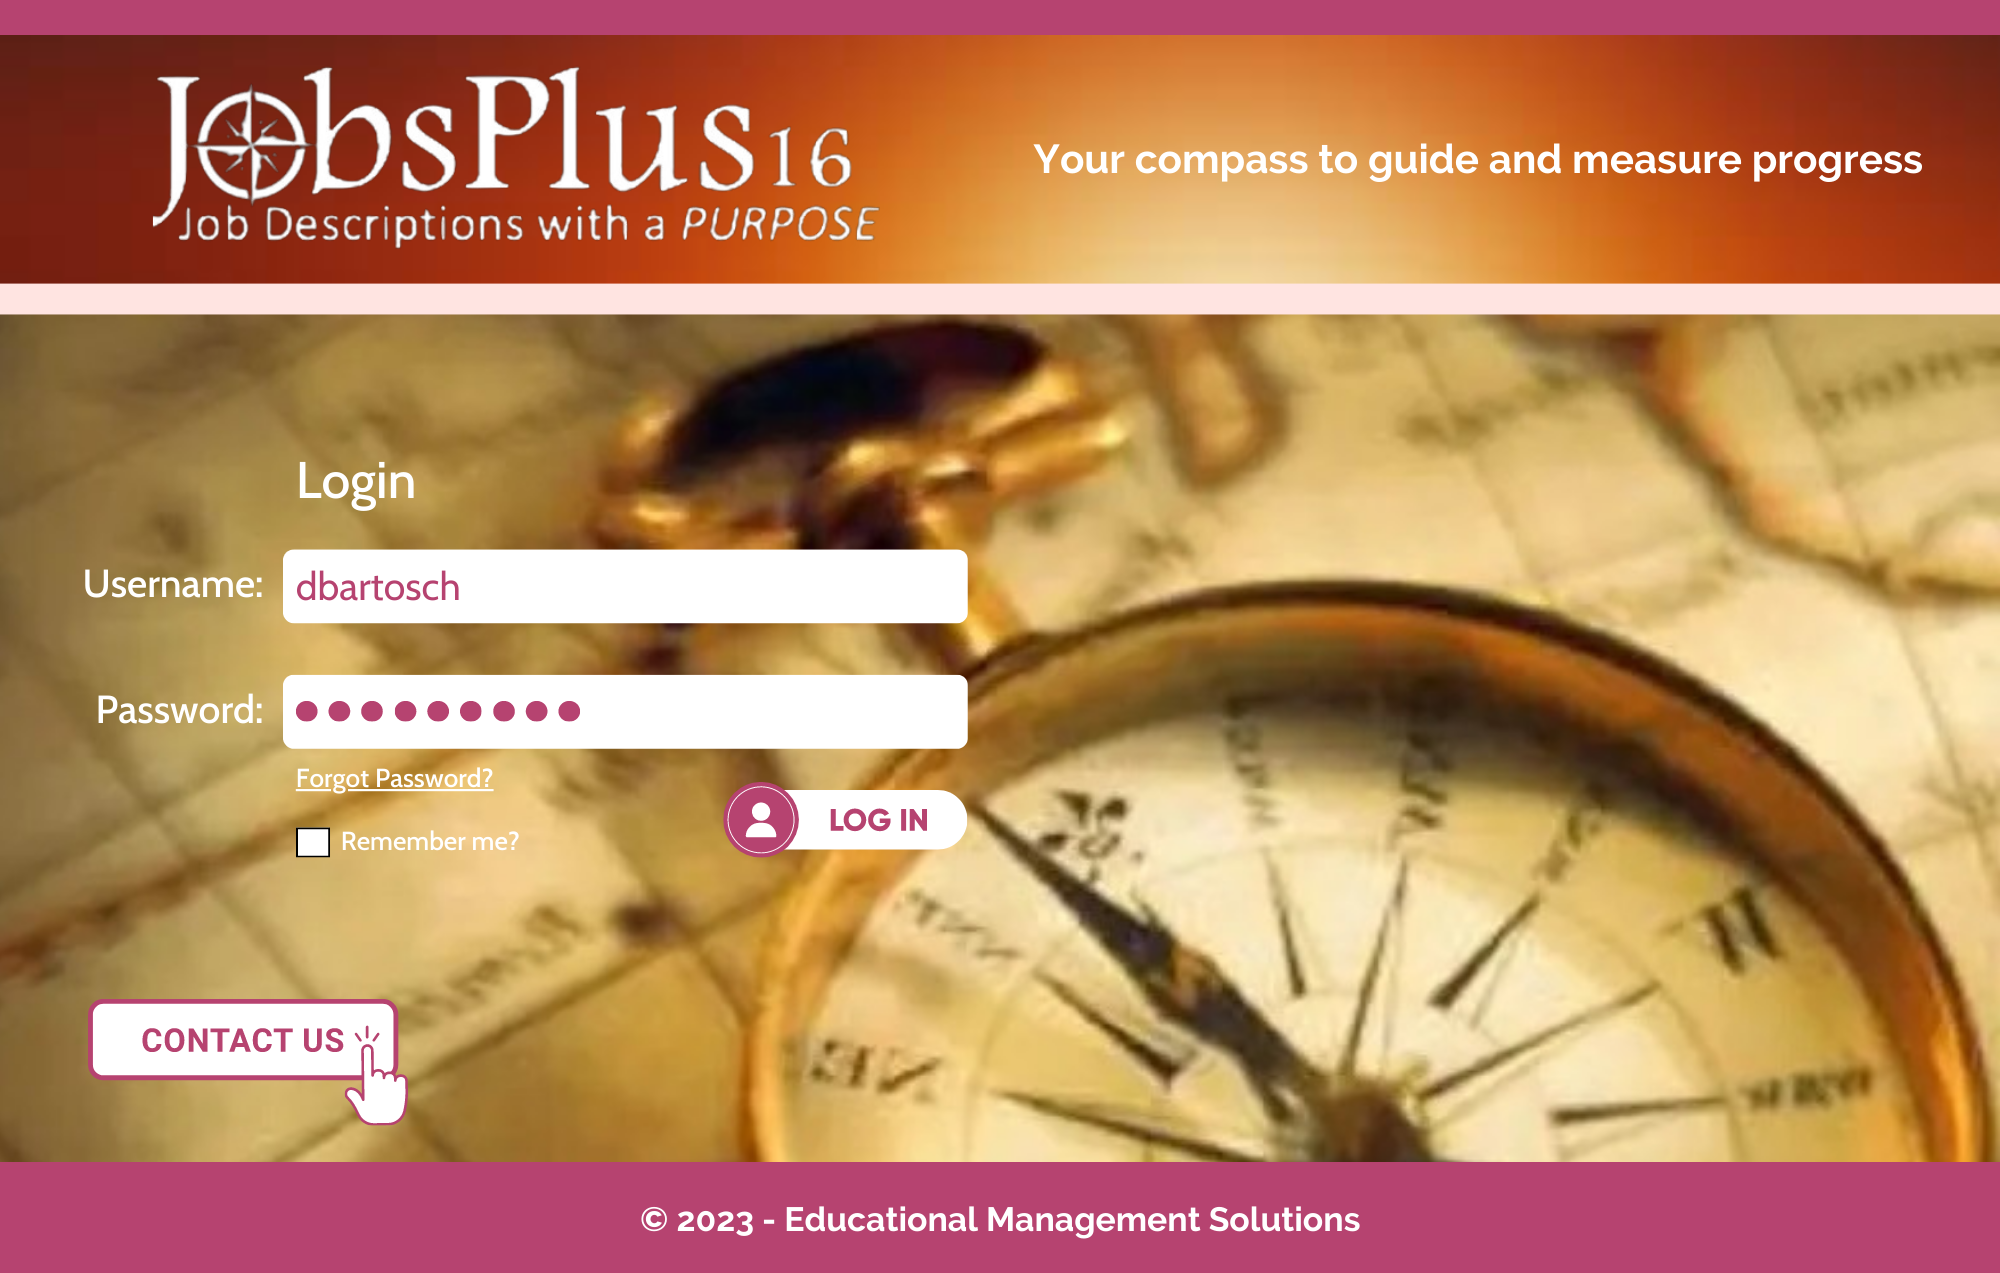 JobsPlus16
Job Descriptions with a PURPOSE
Your compass to guide and measure progress
Login
Username: dbartosch
Password: ●●●●●●●●●
Forgot Password?
Remember me?
LOG IN
CONTACT US
© 2023 - Educational Management Solutions